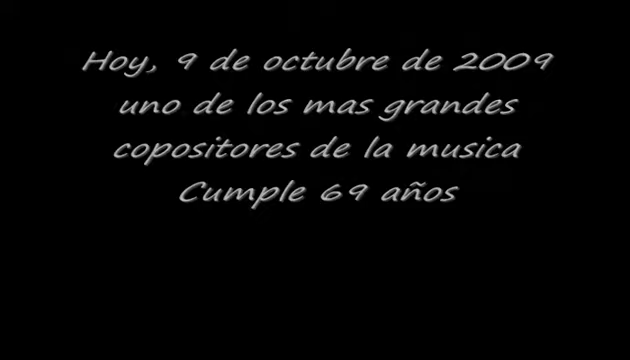 Hoy, 9 de octubre de 2009
uno de los mas grandes
copositores de la musica
Cumple 69 años